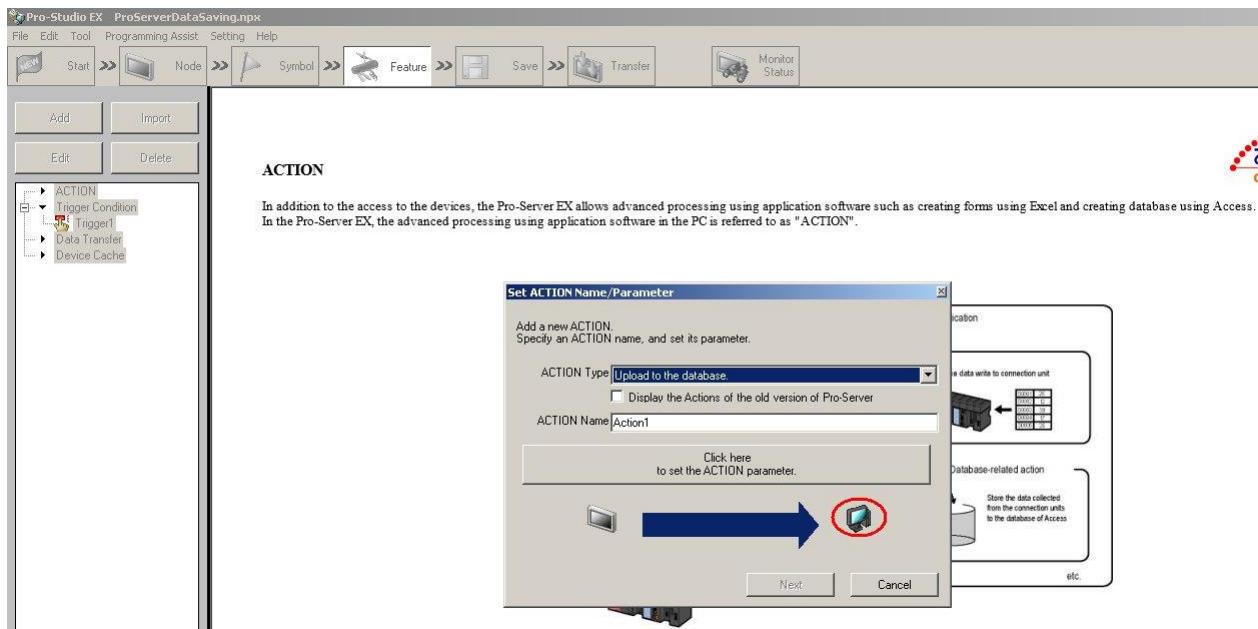 Pro-Studio EX ProServerDataSaving.npx
File Edit Tool Programming Assist Setting Help
NEW Start >> Node >> Symbol >> Feature >> Save >> Transfer Monitor Status
Add Import
Edit Delete
ACTION
Trigger Condition
Trigger1
Data Transfer
Device Cache
ACTION
In addition to the access to the devices, the Pro-Server EX allows advanced processing using application software such as creating forms using Excel and creating database using Access.
In the Pro-Server EX, the advanced processing using application software in the PC is referred to as "ACTION".
Set ACTION Name/Parameter
Add a new ACTION.
Specify an ACTION name, and set its parameter.
ACTION Type Upload to the database.
Display the Actions of the old version of Pro-Server
ACTION Name Action1
Click here
to set the ACTION parameter.
Next Cancel
ication
data write to connection unit
Database-related action
Store the data collected
from the connection units
to the database of Access
etc.